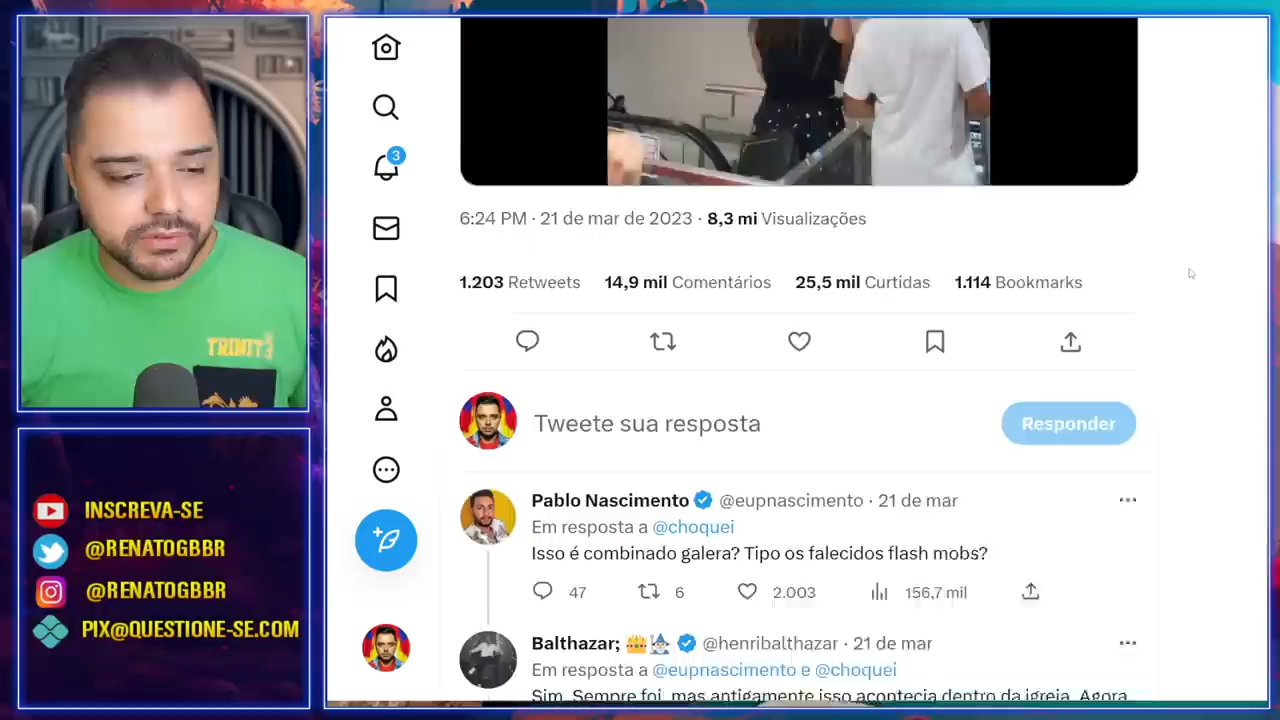 TRINIT
INSCREVA-SE
@RENATOGBBR
@RENATOGBBR
PIX@QUESTIONE-SE.COM
3
6:24 PM · 21 de mar de 2023 · 8,3 mi Visualizações
1.203 Retweets 14,9 mil Comentários 25,5 mil Curtidas 1.114 Bookmarks
Tweete sua resposta
Responder
Pablo Nascimento @eupnascimento · 21 de mar
Em resposta a @choquei
Isso é combinado galera? Tipo os falecidos flash mobs?
47 6 2.003 156,7 mil
Balthazar; @henribalthazar · 21 de mar
Em resposta a @eupnascimento e @choquei
Sim. Sempre foi, mas antigamente isso acontecia dentro da igreja. Agora